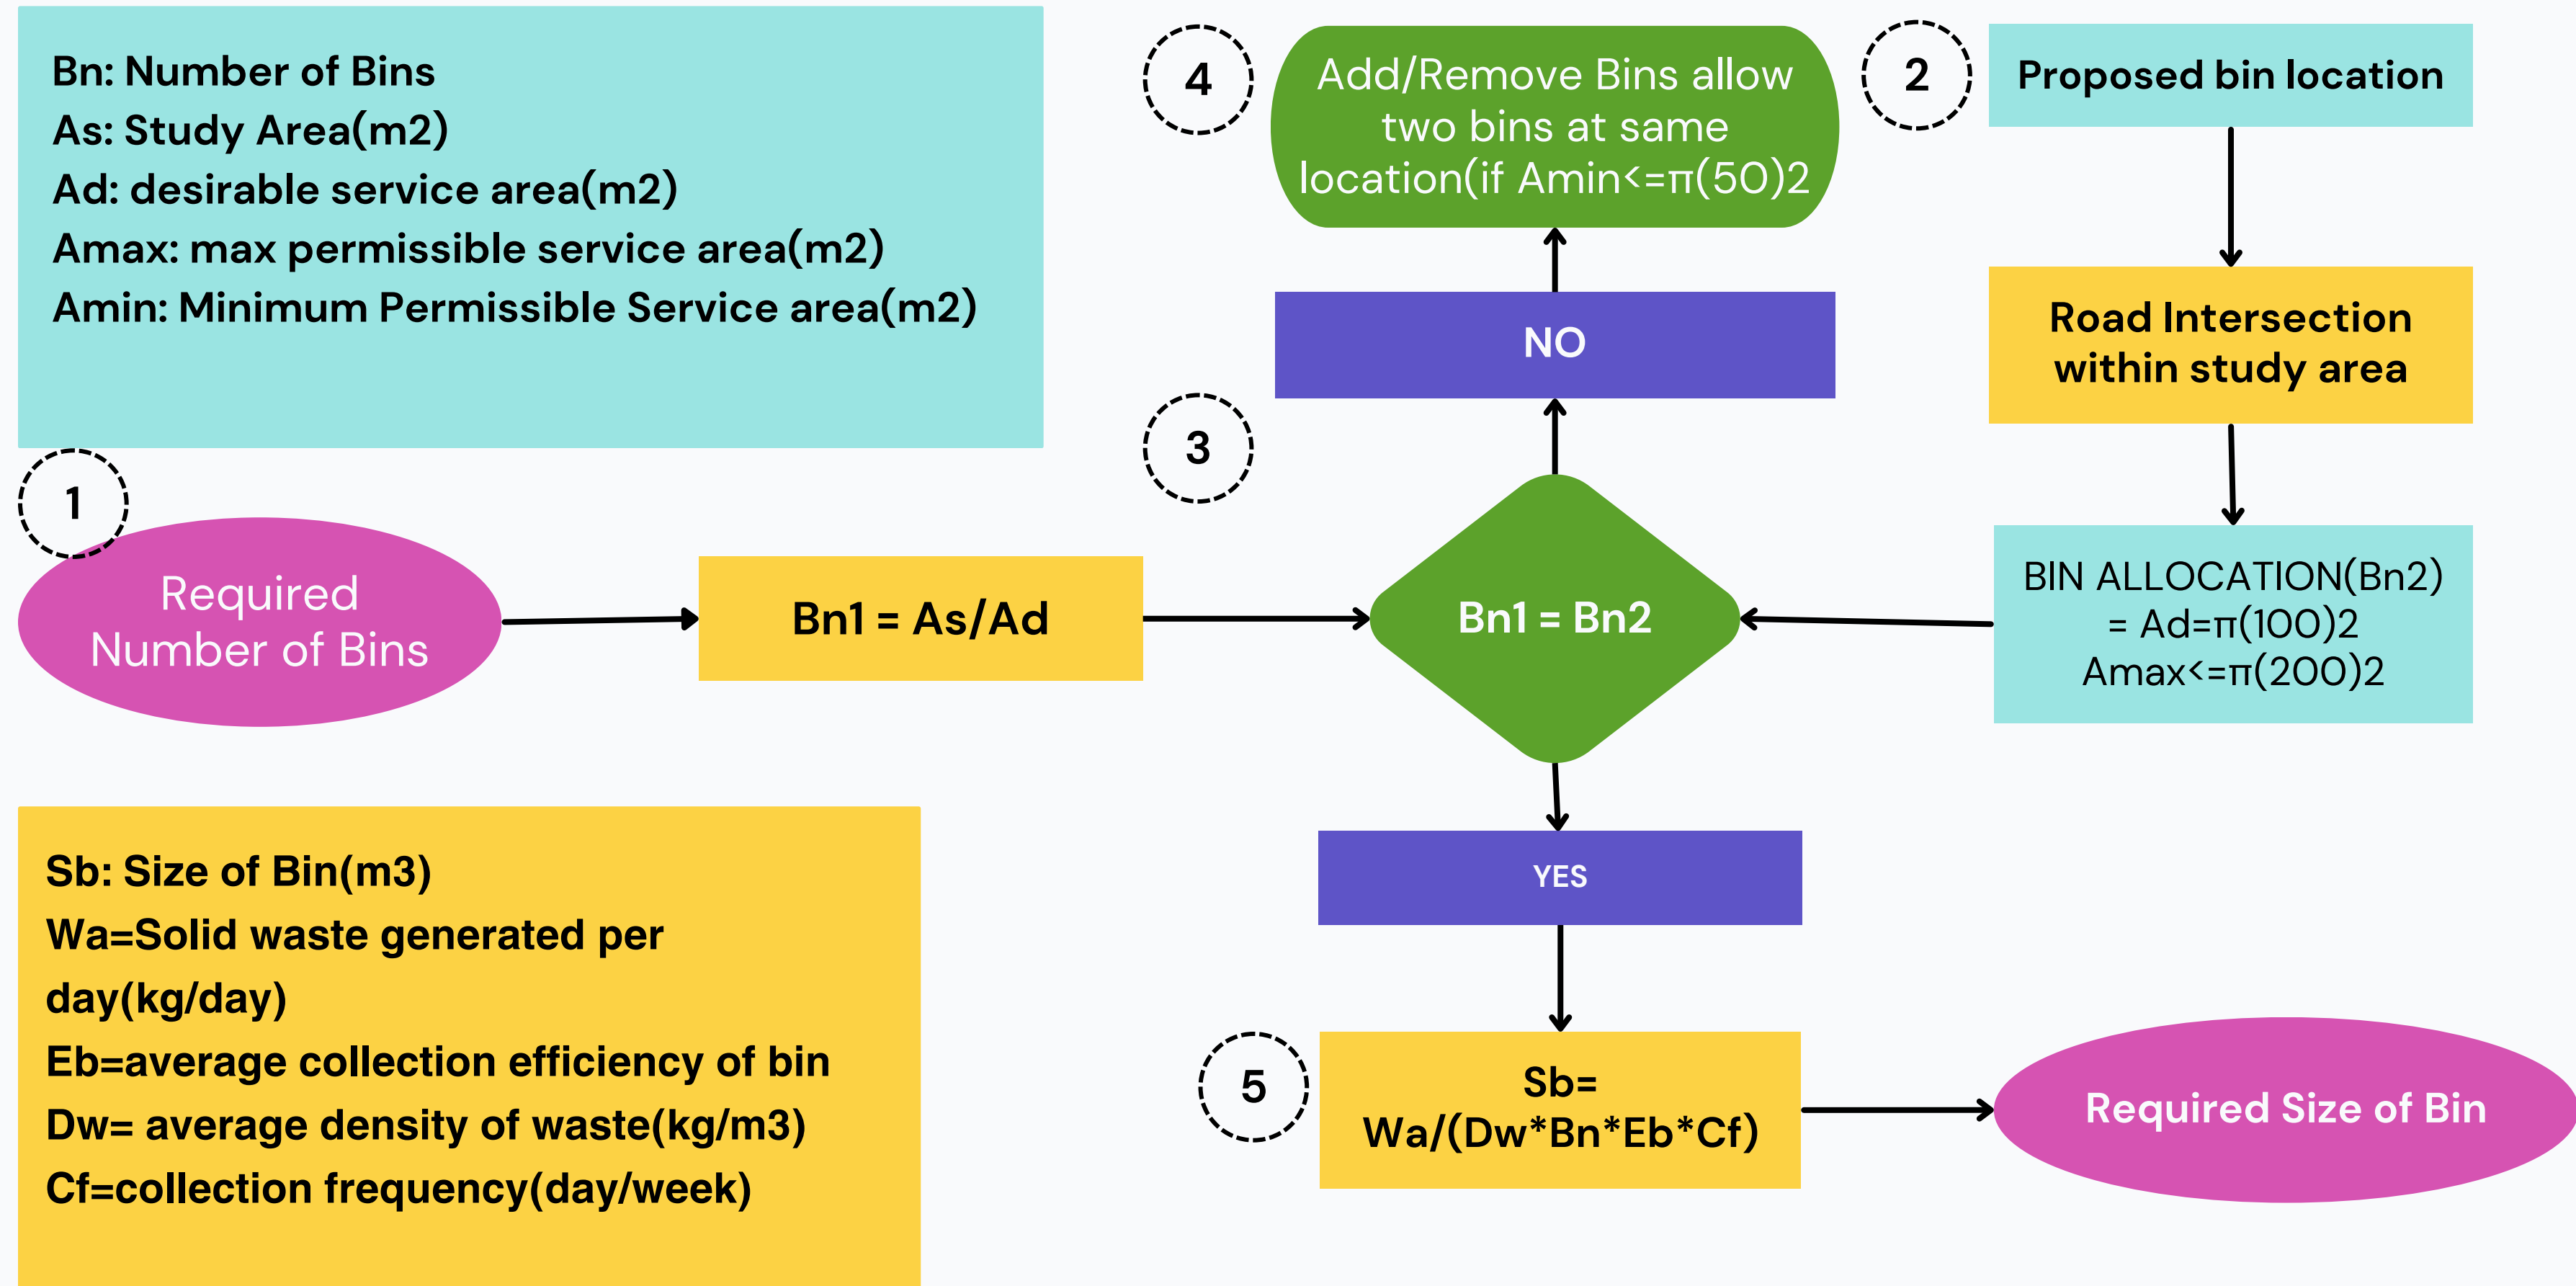 Bn: Number of Bins
As: Study Area(m2)
Ad: desirable service area(m2)
Amax: max permissible service area(m2)
Amin: Minimum Permissible Service area(m2)
4
Add/Remove Bins allow
two bins at same
location(if Amin<=π(50)2
2
Proposed bin location
NO
Road Intersection
within study area
3
1
Required
Number of Bins
Bn1 = As/Ad
Bn1 = Bn2
BIN ALLOCATION(Bn2)
= Ad=π(100)2
Amax<=π(200)2
Sb: Size of Bin(m3)
Wa=Solid waste generated per
day(kg/day)
Eb=average collection efficiency of bin
Dw= average density of waste(kg/m3)
Cf=collection frequency(day/week)
YES
5
Sb=
Wa/(Dw*Bn*Eb*Cf)
Required Size of Bin